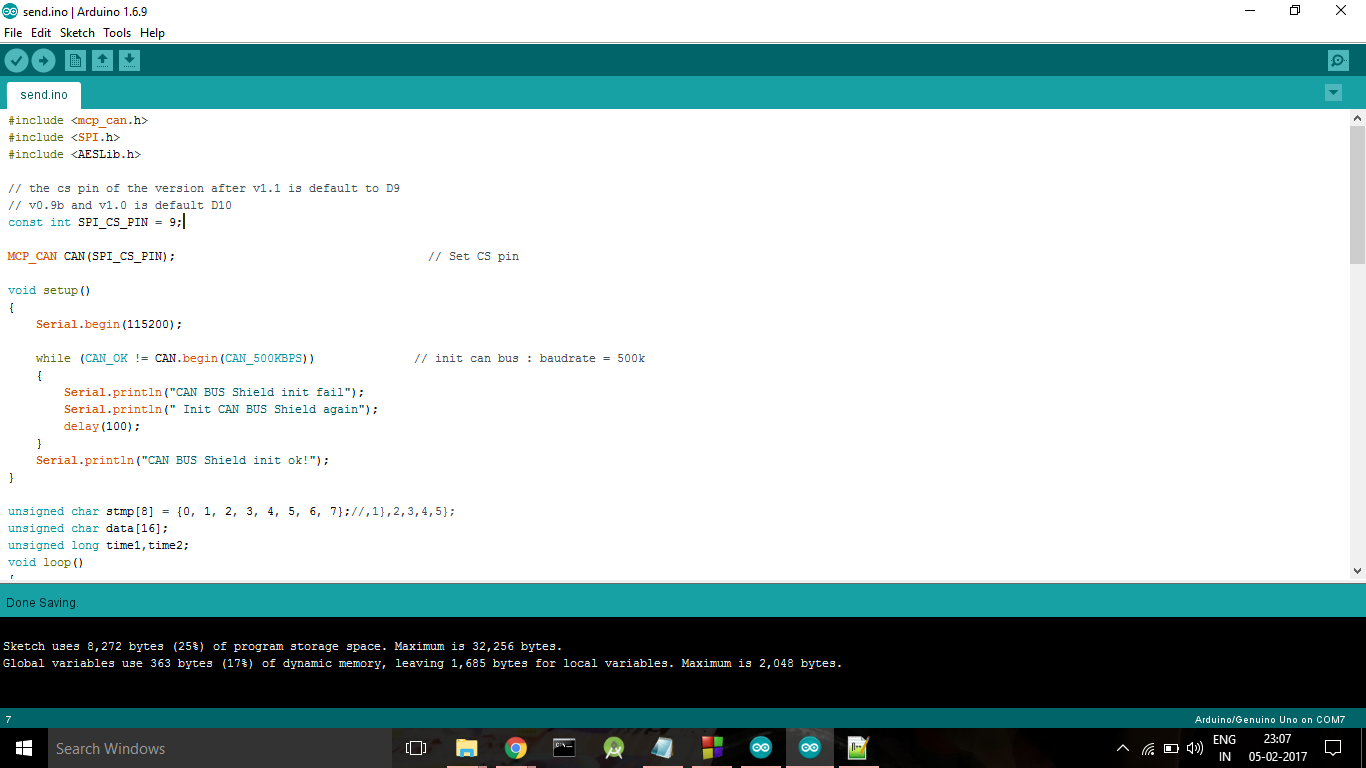 send.ino | Arduino 1.6.9
File Edit Sketch Tools Help
send.ino
#include <mcp_can.h>
#include <SPI.h>
#include <AESLib.h>
// the cs pin of the version after v1.1 is default to D9
// v0.9b and v1.0 is default D10
const int SPI_CS_PIN = 9;
MCP_CAN CAN(SPI_CS_PIN); // Set CS pin
void setup()
{
Serial.begin(115200);
while (CAN_OK != CAN.begin(CAN_500KBPS)) // init can bus : baudrate = 500k
{
Serial.println("CAN BUS Shield init fail");
Serial.println(" Init CAN BUS Shield again");
delay(100);
}
Serial.println("CAN BUS Shield init ok!");
}
unsigned char stmp[8] = {0, 1, 2, 3, 4, 5, 6, 7};//,1},2,3,4,5};
unsigned char data[16];
unsigned long time1,time2;
void loop()
{
Done Saving.
Sketch uses 8,272 bytes (25%) of program storage space. Maximum is 32,256 bytes.
Global variables use 363 bytes (17%) of dynamic memory, leaving 1,685 bytes for local variables. Maximum is 2,048 bytes.
7 Arduino/Genuino Uno on COM7
Search Windows
ENG 23:07
IN 05-02-2017